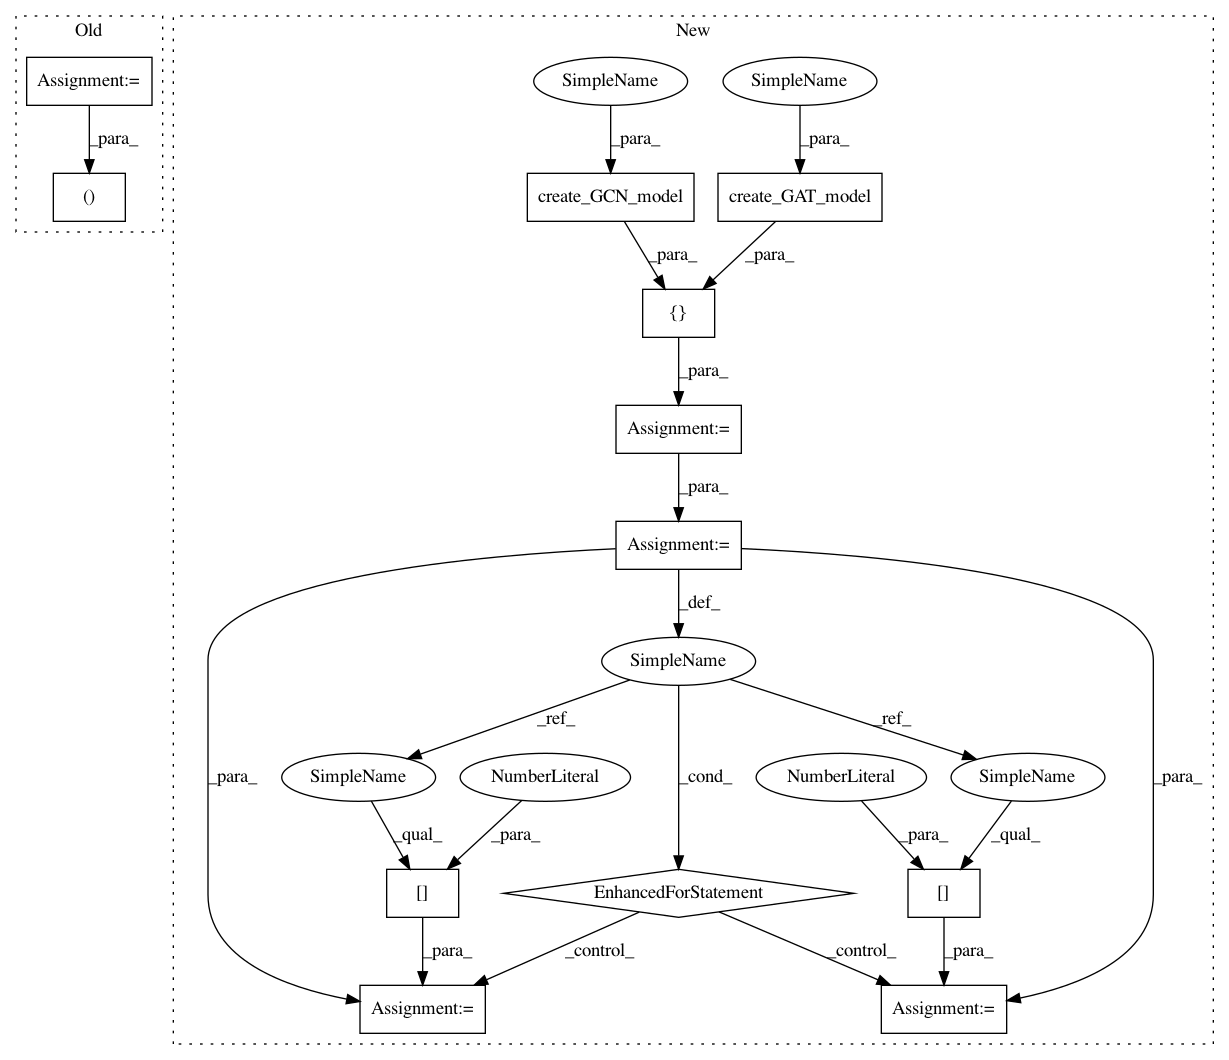 Old
New
Assignment:=
SimpleName
SimpleName
_para_
_para_
_para_
()
create_GCN_model
create_GAT_model
_para_
_para_
{}
_para_
Assignment:=
_para_
Assignment:=
_def_
SimpleName
_ref_
_ref_
_para_
SimpleName
NumberLiteral
_cond_
NumberLiteral
SimpleName
_para_
_qual_
_para_
_para_
_qual_
[]
EnhancedForStatement
[]
_para_
_control_
_control_
_para_
Assignment:=
Assignment:=